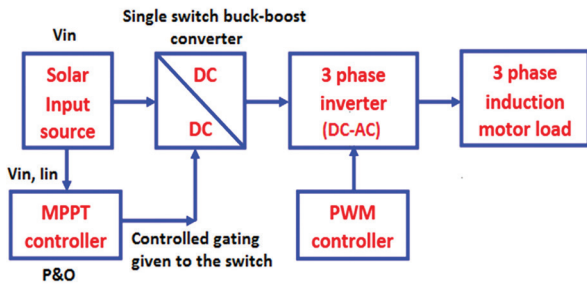 Single switch buck-boost
converter
Vin
Solar
Input
source
DC
DC
3 phase
inverter
(DC-AC)
3 phase
induction
motor load
Vin, Iin
MPPT
controller
P&O
Controlled gating
given to the switch
PWM
controller